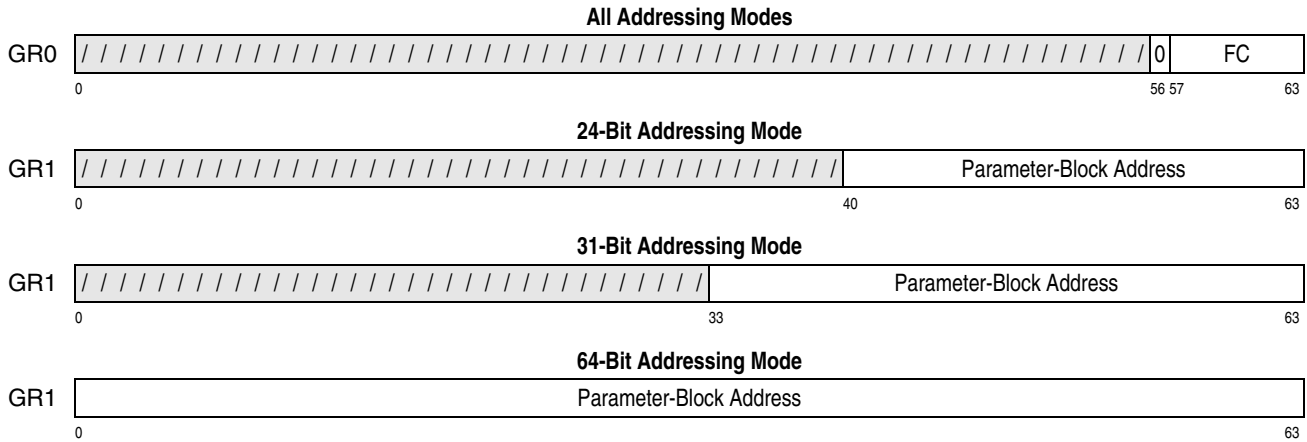 All Addressing Modes
GR0 / / / / / / / / / / / / / / / / / / / / / / / / / / / / / / / / / / / / / / / / / / / / / / / / / / / / / / / / 0 FC
0 56 57 63
24-Bit Addressing Mode
GR1 / / / / / / / / / / / / / / / / / / / / / / / / / / / / / / / / / / / / / / / / Parameter-Block Address
0 40 63
31-Bit Addressing Mode
GR1 / / / / / / / / / / / / / / / / / / / / / / / / / / / / / / / / / Parameter-Block Address
0 33 63
64-Bit Addressing Mode
GR1 Parameter-Block Address
0 63